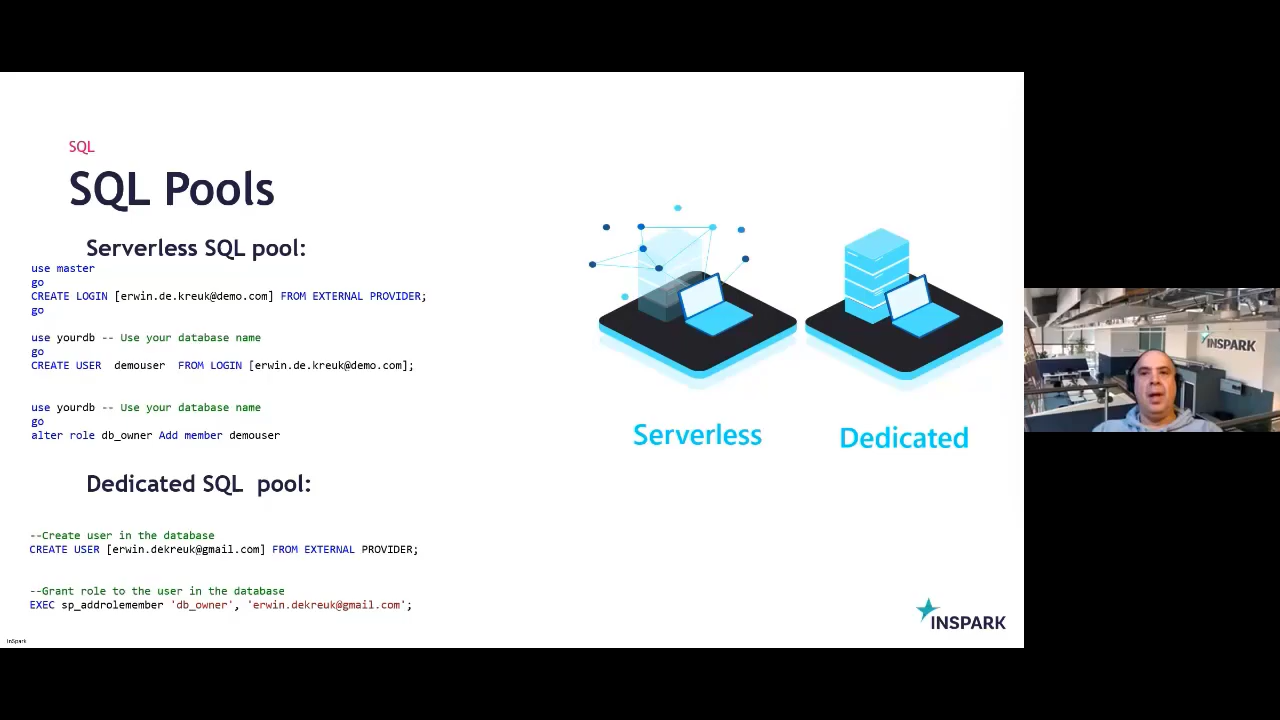 SQL
SQL Pools
Serverless SQL pool:
use master
go
CREATE LOGIN [erwin.de.kreuk@demo.com] FROM EXTERNAL PROVIDER;
go
use yourdb -- Use your database name
go
CREATE USER demouser FROM LOGIN [erwin.de.kreuk@demo.com];
use yourdb -- Use your database name
go
alter role db_owner Add member demouser
Dedicated SQL pool:
--Create user in the database
CREATE USER [erwin.dekreuk@gmail.com] FROM EXTERNAL PROVIDER;
--Grant role to the user in the database
EXEC sp_addrolemember 'db_owner', 'erwin.dekreuk@gmail.com';
Serverless
Dedicated
INSPARK
InSpark
INSPARK